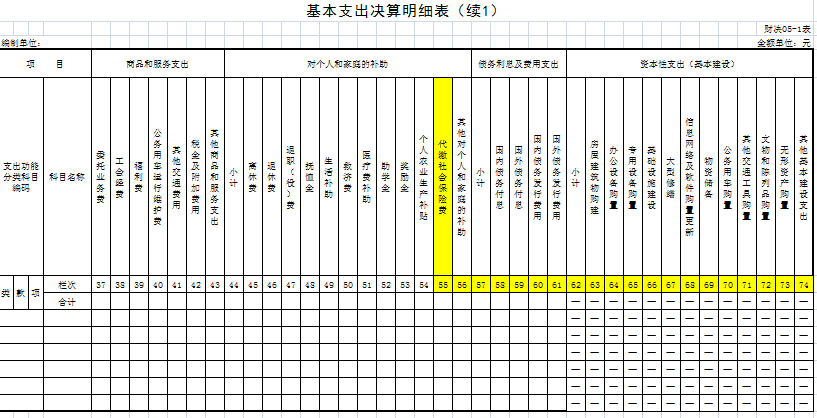 基本支出决算明细表（续1）
财决05-1表
编制单位： 金额单位：元
项 目 商品和服务支出 对个人和家庭的补助 债务利息及费用支出 资本性支出（基本建设）
支出功能分类科目编码 科目名称 委托业务费 工会经费 福利费 公务用车运行维护费 其他交通费用 税金及附加费用 其他商品和服务支出 小计 离休费 退休费 退职（役）费 抚恤金 生活补助 救济费 医疗费补助 助学金 奖励金 个人农业生产补贴 代缴社会保险费 其他对个人和家庭的补助 小计 国内债务付息 国外债务付息 国内债务发行费用 国外债务发行费用 小计 房屋建筑物购建 办公设备购置 专用设备购置 基础设施建设 大型修缮 信息网络及软件购置更新 物资储备 公务用车购置 其他交通工具购置 文物和陈列品购置 无形资产购置 其他基本建设支出
类 款 项 栏次 37 38 39 40 41 42 43 44 45 46 47 48 49 50 51 52 53 54 55 56 57 58 59 60 61 62 63 64 65 66 67 68 69 70 71 72 73 74
合计 — — — — — — — — — — — — —
— — — — — — — — — — — — —
— — — — — — — — — — — — —
— — — — — — — — — — — — —
— — — — — — — — — — — — —
— — — — — — — — — — — — —
— — — — — — — — — — — — —